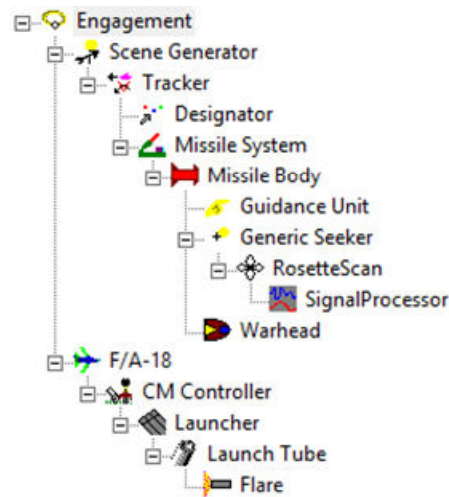 Engagement
Scene Generator
Tracker
Designator
Missile System
Missile Body
Guidance Unit
Generic Seeker
RosetteScan
SignalProcessor
Warhead
F/A-18
CM Controller
Launcher
Launch Tube
Flare